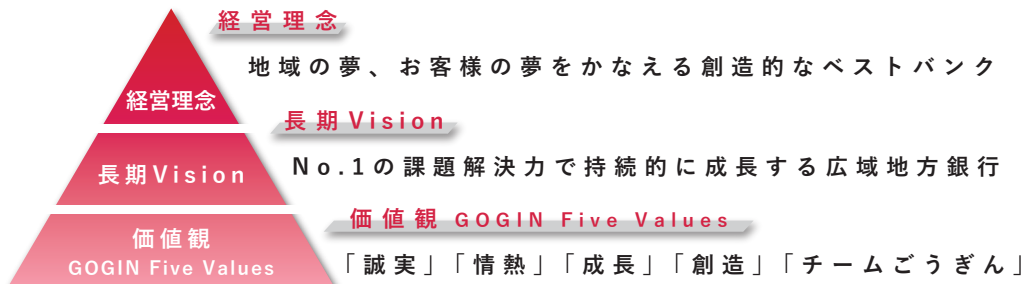 経営理念
地域の夢、お客様の夢をかなえる創造的なベストバンク
経営理念
長期Vision
No.1の課題解決力で持続的に成長する広域地方銀行
長期Vision
価値観 GOGIN Five Values
「誠実」「情熱」「成長」「創造」「チームごうぎん」
価値観
GOGIN Five Values